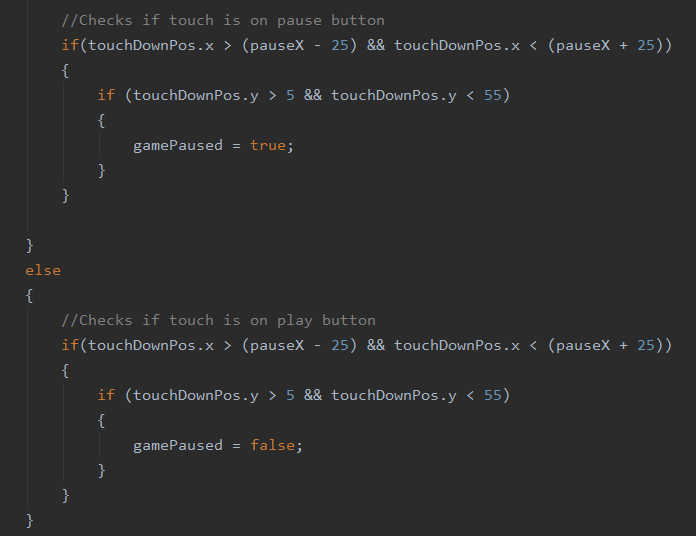 //Checks if touch is on pause button
if(touchDownPos.x > (pauseX - 25) && touchDownPos.x < (pauseX + 25))
{
if (touchDownPos.y > 5 && touchDownPos.y < 55)
{
gamePaused = true;
}
}
}
else
{
//Checks if touch is on play button
if(touchDownPos.x > (pauseX - 25) && touchDownPos.x < (pauseX + 25))
{
if (touchDownPos.y > 5 && touchDownPos.y < 55)
{
gamePaused = false;
}
}
}